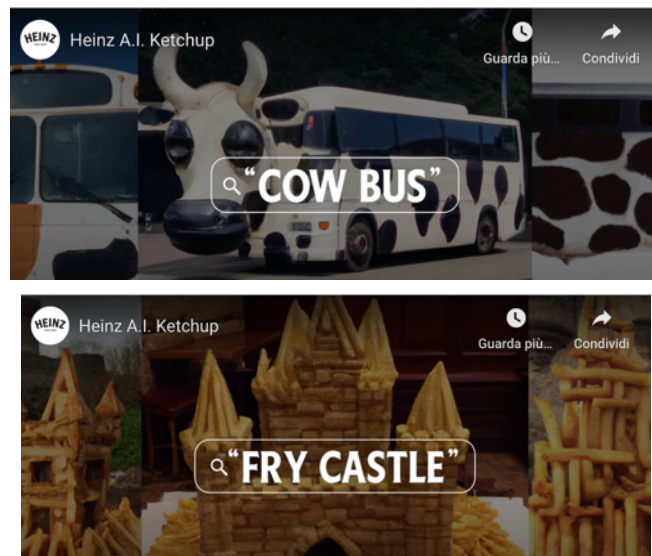 HEINZ
Heinz A.I. Ketchup
Guarda più...
Condividi
"COW BUS"
HEINZ
Heinz A.I. Ketchup
Guarda più...
Condividi
"FRY CASTLE"